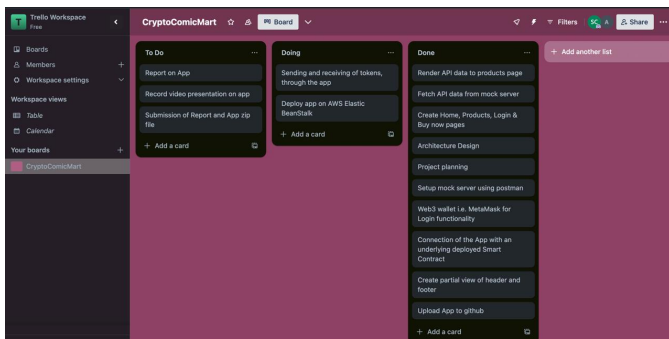 T Trello Workspace
Free
Boards
Members
Workspace settings
Workspace views
Table
Calendar
Your boards
CryptoComicMart
CryptoComicMart
Board
Filters
SC
A
Share
To Do
Report on App
Record video presentation on app
Submission of Report and App zip
file
+ Add a card
Doing
Sending and receiving of tokens,
through the app
Deploy app on AWS Elastic
BeanStalk
+ Add a card
Done
Render API data to products page
Fetch API data from mock server
Create Home, Products, Login &
Buy now pages
Architecture Design
Project planning
Setup mock server using postman
Web3 wallet i.e. MetaMask for
Login functionality
Connection of the App with an
underlying deployed Smart
Contract
Create partial view of header and
footer
Upload App to github
+ Add a card
+ Add another list